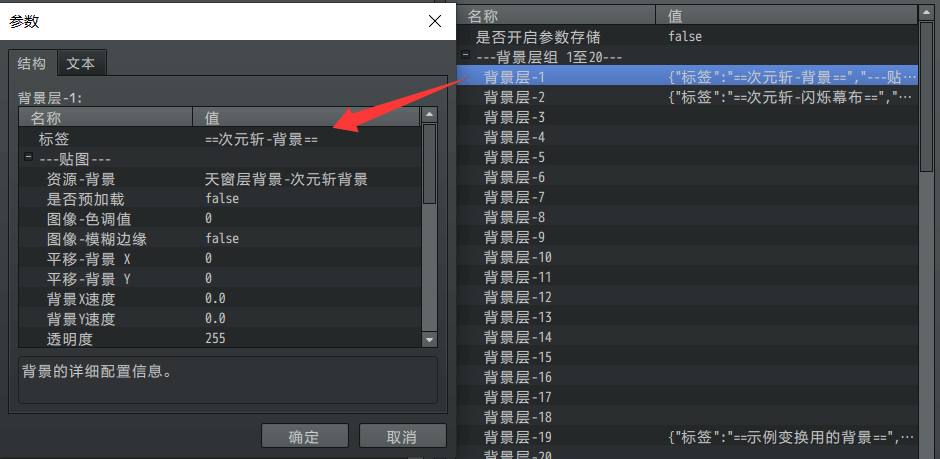 参数
结构 文本
背景层-1:
名称 值
标签 ==次元斩-背景==
---贴图---
资源-背景 天窗层背景-次元斩背景
是否预加载 false
图像-色调值 0
图像-模糊边缘 false
平移-背景 X 0
平移-背景 Y 0
背景X速度 0.0
背景Y速度 0.0
透明度 255
背景的详细配置信息。
确定 取消
名称 值
是否开启参数存储 false
---背景层组 1至20---
背景层-1 {"标签":"==次元斩-背景==","---贴…
背景层-2 {"标签":"==次元斩-闪烁幕布==","…
背景层-3
背景层-4
背景层-5
背景层-6
背景层-7
背景层-8
背景层-9
背景层-10
背景层-11
背景层-12
背景层-13
背景层-14
背景层-15
背景层-16
背景层-17
背景层-18
背景层-19 {"标签":"==示例变换用的背景==",…
背景层-20